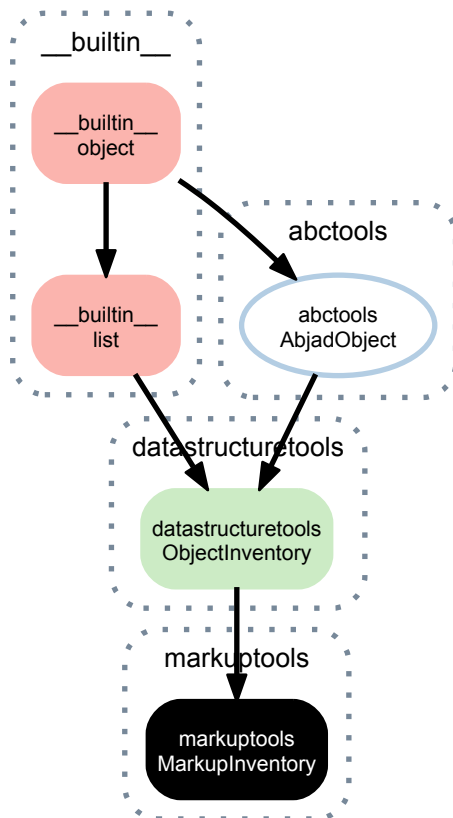 __builtin__
__builtin__
object
abctools
__builtin__
list
abctools
AbjadObject
datastructuretools
datastructuretools
ObjectInventory
markuptools
markuptools
MarkupInventory